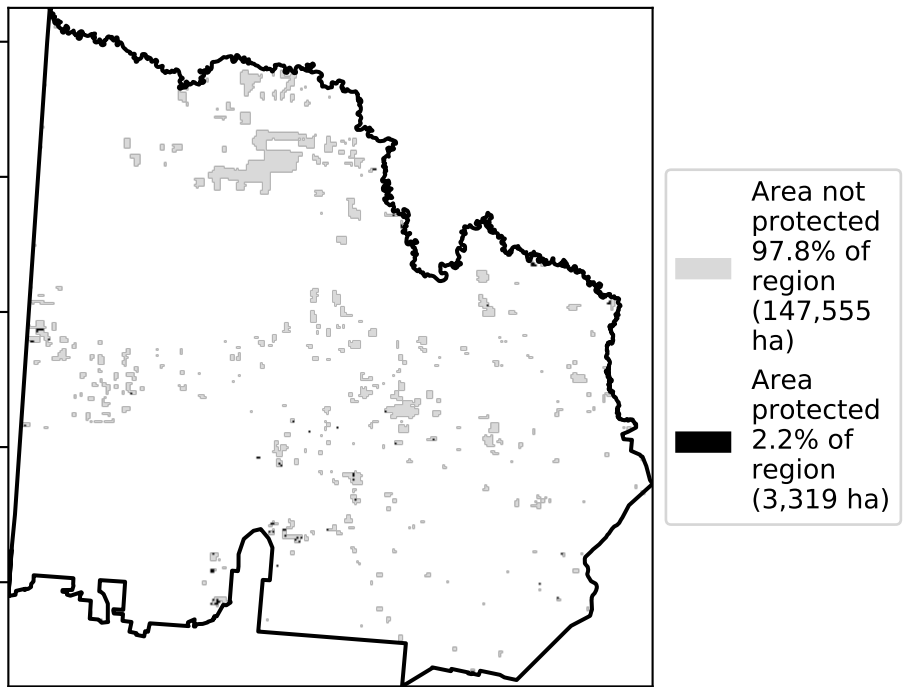 Area not
protected
97.8% of
region
(147,555
ha)
Area
protected
2.2% of
region
(3,319 ha)